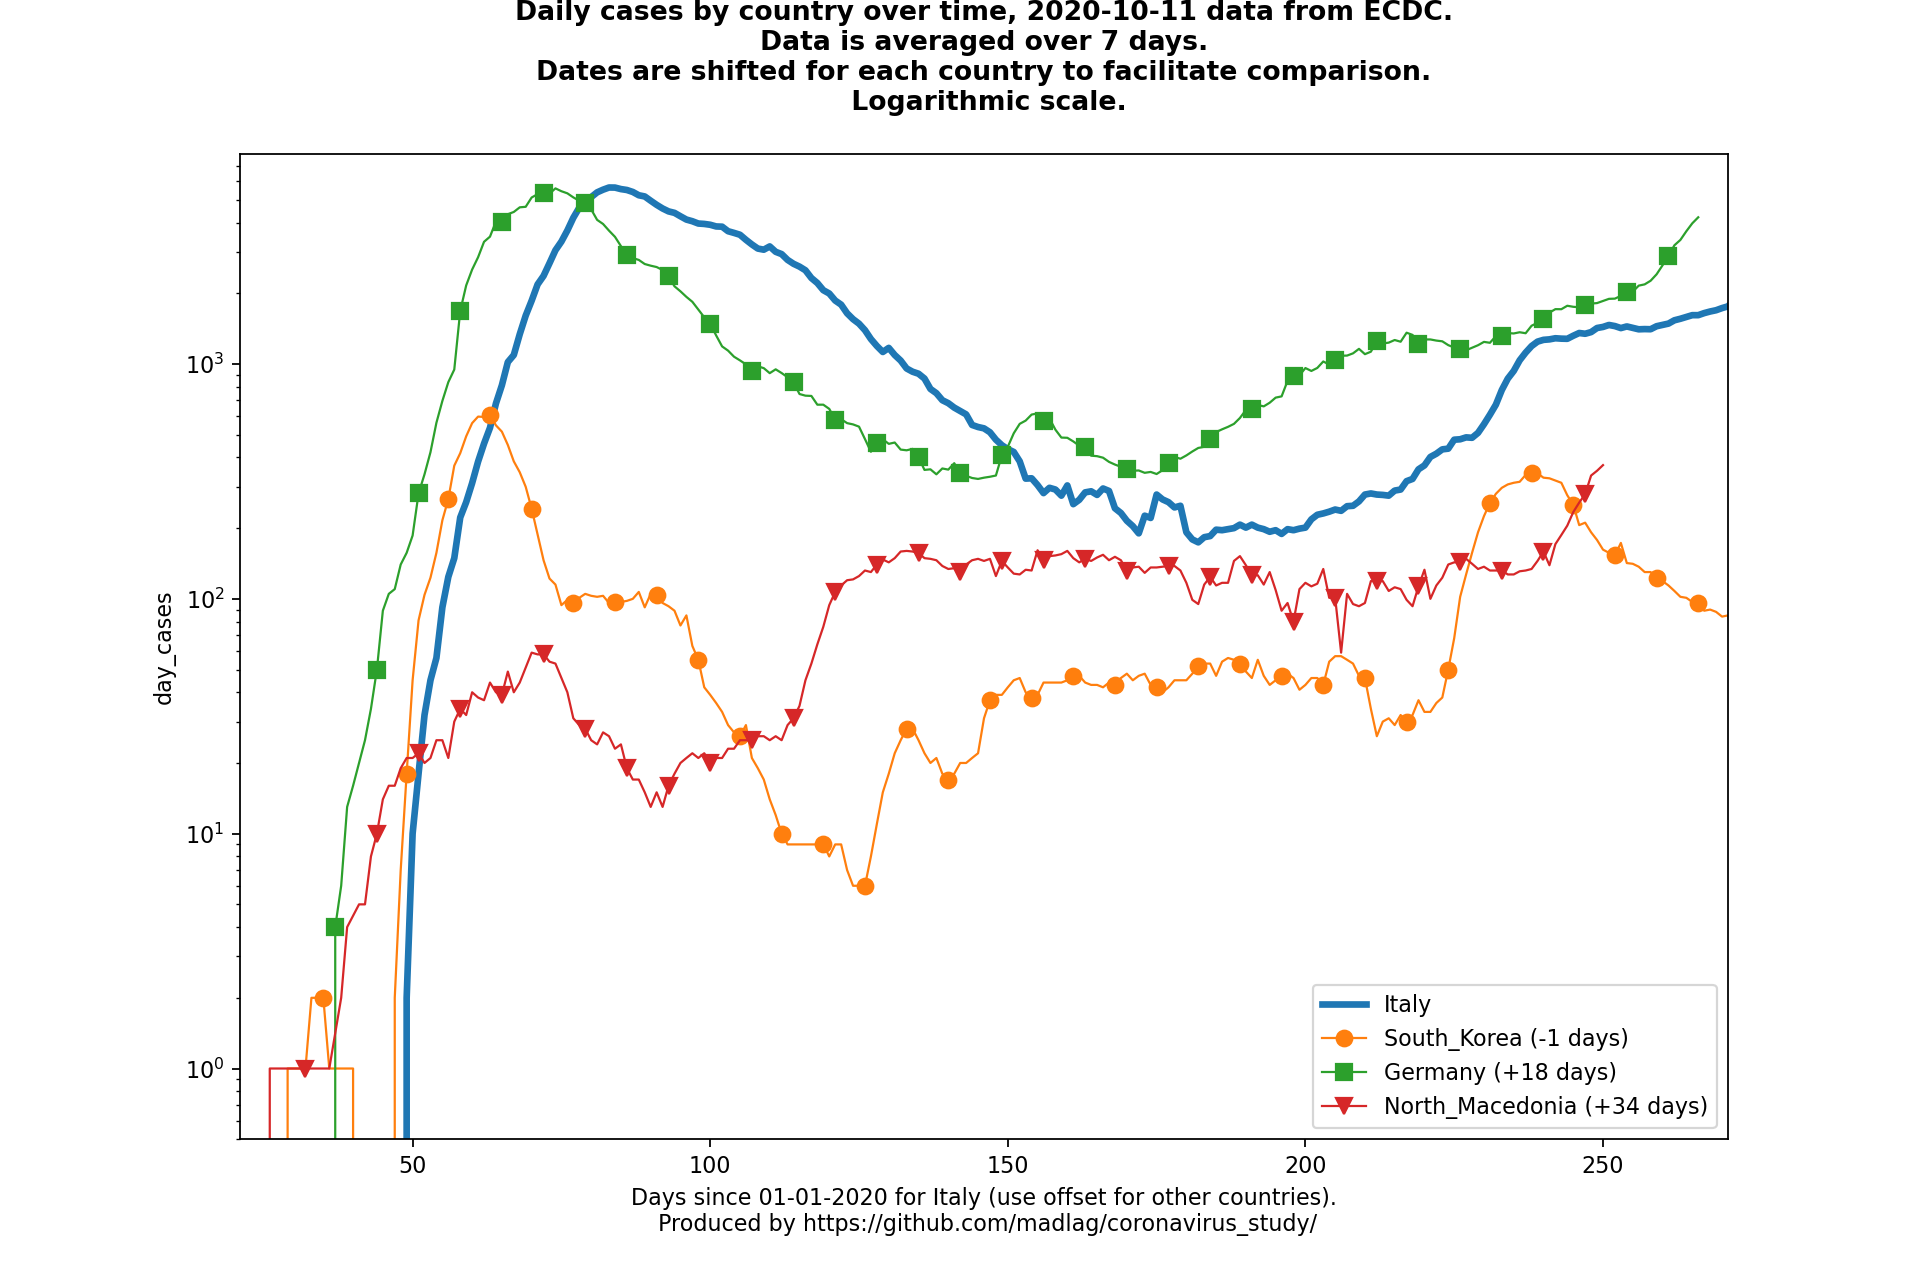 Daily cases by country over time, 2020-10-11 data from ECDC.
Data is averaged over 7 days.
Dates are shifted for each country to facilitate comparison.
Logarithmic scale.
day_cases
10³
10²
10¹
10⁰
Italy
South_Korea (-1 days)
Germany (+18 days)
North_Macedonia (+34 days)
50
100
150
200
250
Days since 01-01-2020 for Italy (use offset for other countries).
Produced by https://github.com/madlag/coronavirus_study/